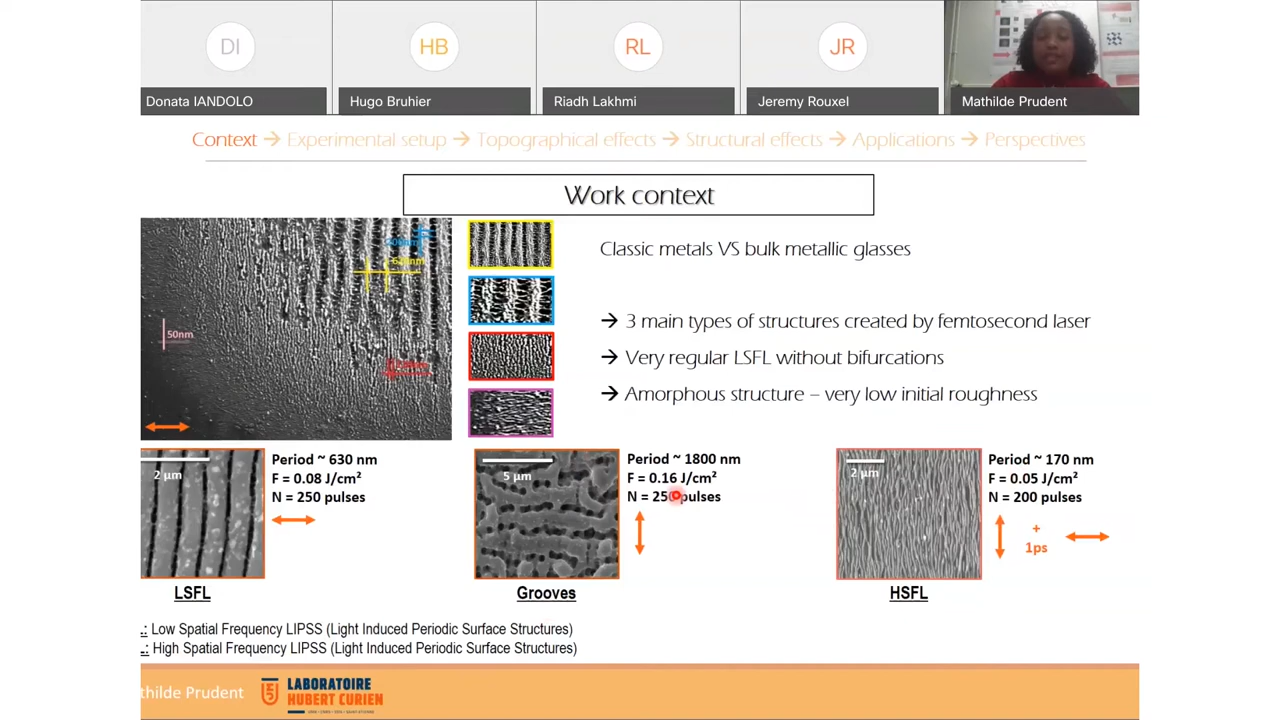 DI
HB
RL
JR
Donata IANDOLO
Hugo Bruhier
Riadh Lakhmi
Jeremy Rouxel
Mathilde Prudent
Context → Experimental setup → Topographical effects → Structural effects → Applications → Perspectives
Work context
50nm
Classic metals VS bulk metallic glasses
→ 3 main types of structures created by femtosecond laser
→ Very regular LSFL without bifurcations
→ Amorphous structure – very low initial roughness
2 µm
Period ~ 630 nm
F = 0.08 J/cm²
N = 250 pulses
LSFL
5 µm
Period ~ 1800 nm
F = 0.16 J/cm²
N = 250 pulses
Grooves
2 µm
Period ~ 170 nm
F = 0.05 J/cm²
N = 200 pulses
+
1ps
HSFL
.: Low Spatial Frequency LIPSS (Light Induced Periodic Surface Structures)
.: High Spatial Frequency LIPSS (Light Induced Periodic Surface Structures)
thilde Prudent
LABORATOIRE
HUBERT CURIEN